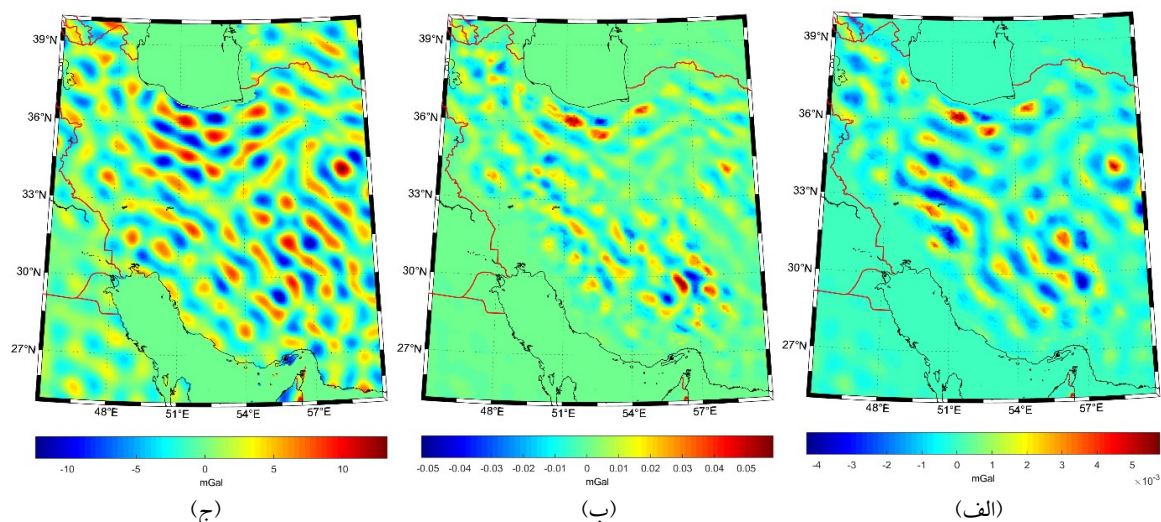 39°N
36°N
33°N
30°N
27°N
48°E
51°E
54°E
57°E
-10
-5
0
5
10
mGal
(ج)
39°N
36°N
33°N
30°N
27°N
48°E
51°E
54°E
57°E
-0.05
-0.04
-0.03
-0.02
-0.01
0
0.01
0.02
0.03
0.04
0.05
mGal
(ب)
39°N
36°N
33°N
30°N
27°N
48°E
51°E
54°E
57°E
-4
-3
-2
-1
0
1
2
3
4
5
mGal
×10⁻³
(الف)